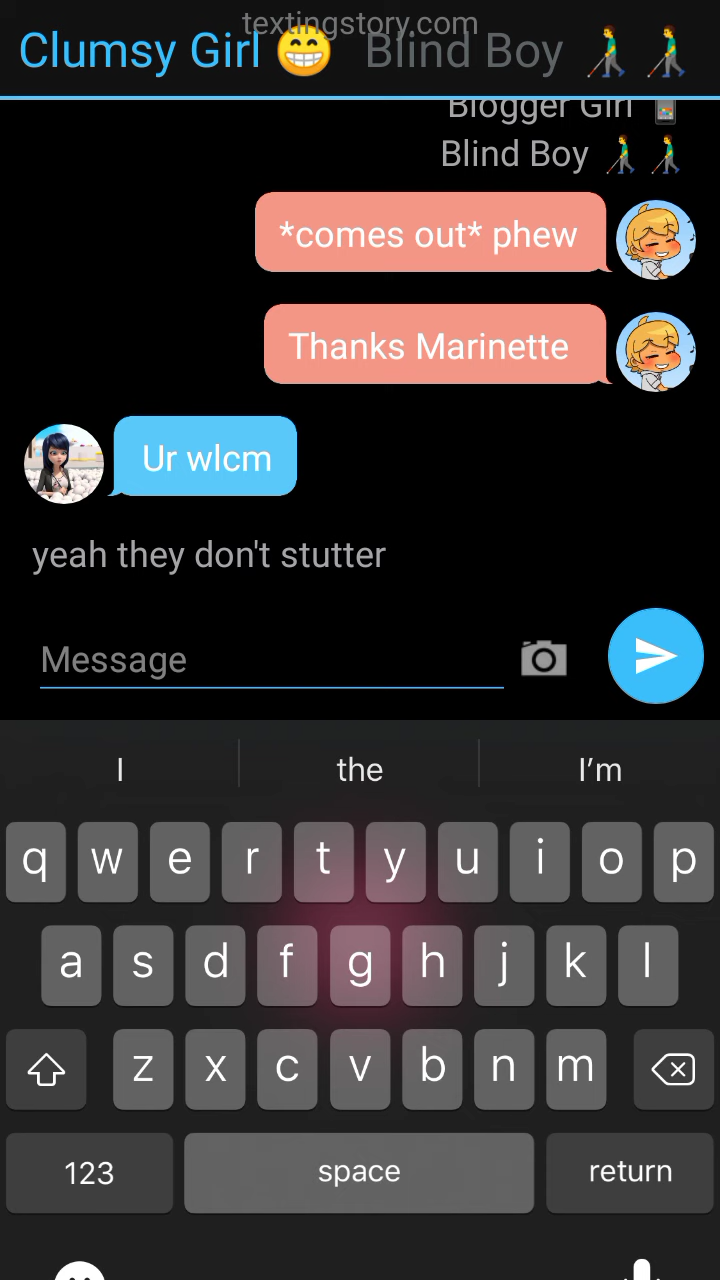 textingstory.com
Clumsy Girl 😁 Blind Boy 👨‍🦯 👨‍🦯
Blogger Girl 📱
Blind Boy 👨‍🦯 👨‍🦯
*comes out* phew
Thanks Marinette
Ur wlcm
yeah they don't stutter
Message
I the I’m
q w e r t y u i o p
a s d f g h j k l
z x c v b n m
123 space return